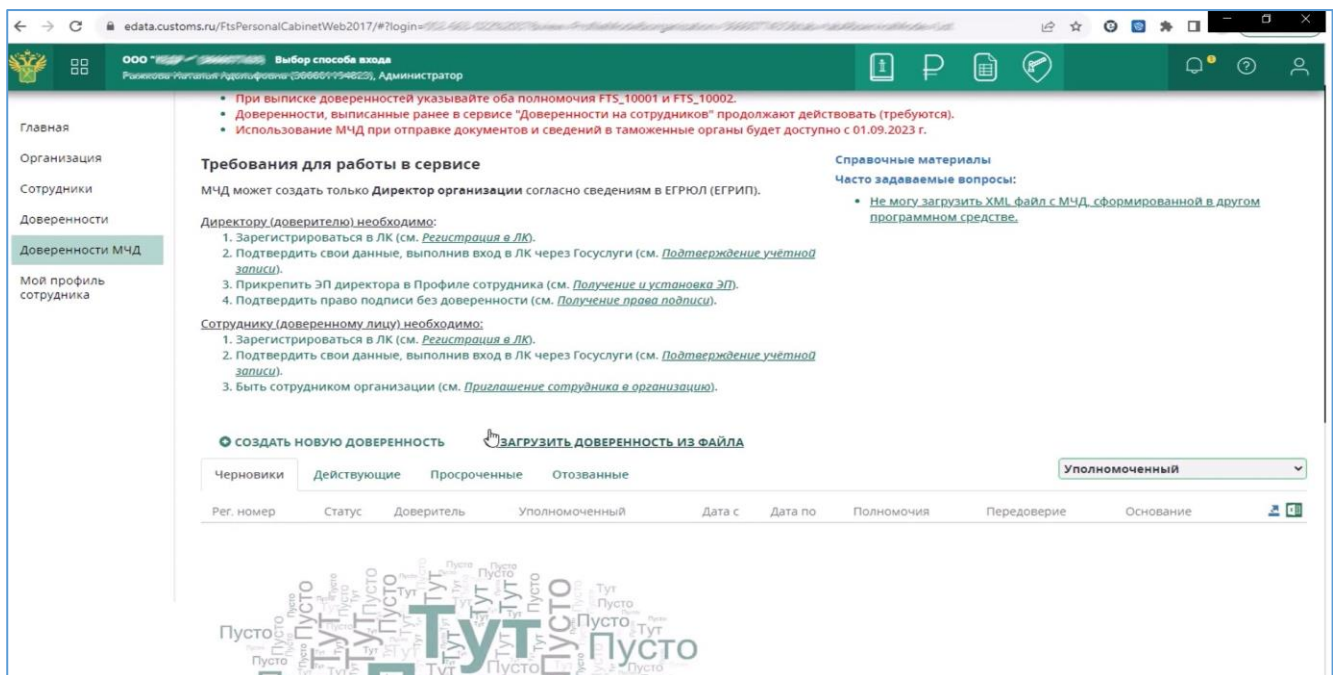 edata.customs.ru/FtsPersonalCabinetWeb2017/#?login=
ООО " Выбор способа входа
Администратор
Главная
Организация
Сотрудники
Доверенности
Доверенности МЧД
Мой профиль
сотрудника
• При выписке доверенностей указывайте оба полномочия FTS_10001 и FTS_10002.
• Доверенности, выписанные ранее в сервисе "Доверенности на сотрудников" продолжают действовать (требуются).
• Использование МЧД при отправке документов и сведений в таможенные органы будет доступно с 01.09.2023 г.
Требования для работы в сервисе
МЧД может создать только Директор организации согласно сведениям в ЕГРЮЛ (ЕГРИП).
Директору (доверителю) необходимо:
1. Зарегистрироваться в ЛК (см. Регистрация в ЛК).
2. Подтвердить свои данные, выполнив вход в ЛК через Госуслуги (см. Подтверждение учётной
записи).
3. Прикрепить ЭП директора в Профиле сотрудника (см. Получение и установка ЭП).
4. Подтвердить право подписи без доверенности (см. Получение права подписи).
Сотруднику (доверенному лицу) необходимо:
1. Зарегистрироваться в ЛК (см. Регистрация в ЛК).
2. Подтвердить свои данные, выполнив вход в ЛК через Госуслуги (см. Подтверждение учётной
записи).
3. Быть сотрудником организации (см. Приглашение сотрудника в организацию).
Справочные материалы
Часто задаваемые вопросы:
• Не могу загрузить XML файл с МЧД, сформированной в другом
программном средстве.
СОЗДАТЬ НОВУЮ ДОВЕРЕННОСТЬ ЗАГРУЗИТЬ ДОВЕРЕННОСТЬ ИЗ ФАЙЛА
Черновики Действующие Просроченные Отозванные Уполномоченный
Рег. номер Статус Доверитель Уполномоченный Дата с Дата по Полномочия Передоверие Основание
Тут
Пусто
Пусто
Тут
Пусто
Тут
Пусто
Пусто
Тут
Пусто